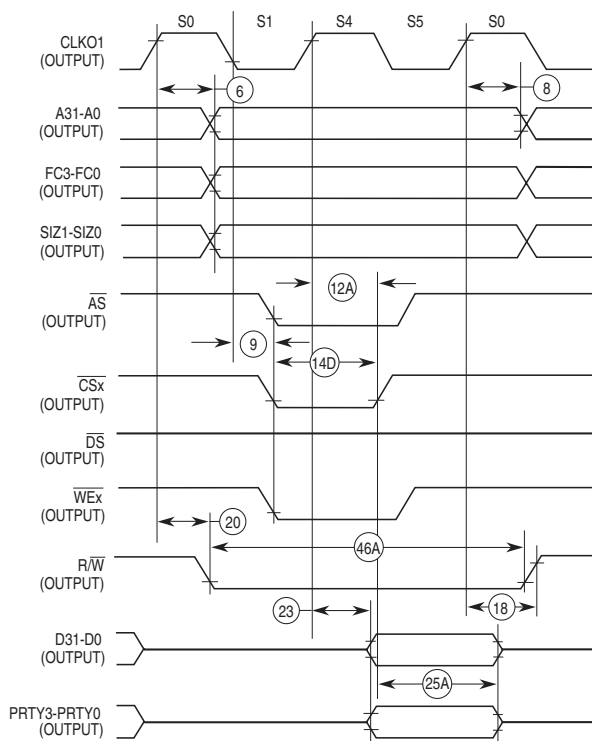 S0 S1 S4 S5 S0
CLKO1
(OUTPUT)
6
8
A31-A0
(OUTPUT)
FC3-FC0
(OUTPUT)
SIZ1-SIZ0
(OUTPUT)
12A
AS
(OUTPUT)
9
14D
CSx
(OUTPUT)
DS
(OUTPUT)
WEx
(OUTPUT)
20
46A
R/W
(OUTPUT)
23
18
D31-D0
(OUTPUT)
25A
PRTY3-PRTY0
(OUTPUT)